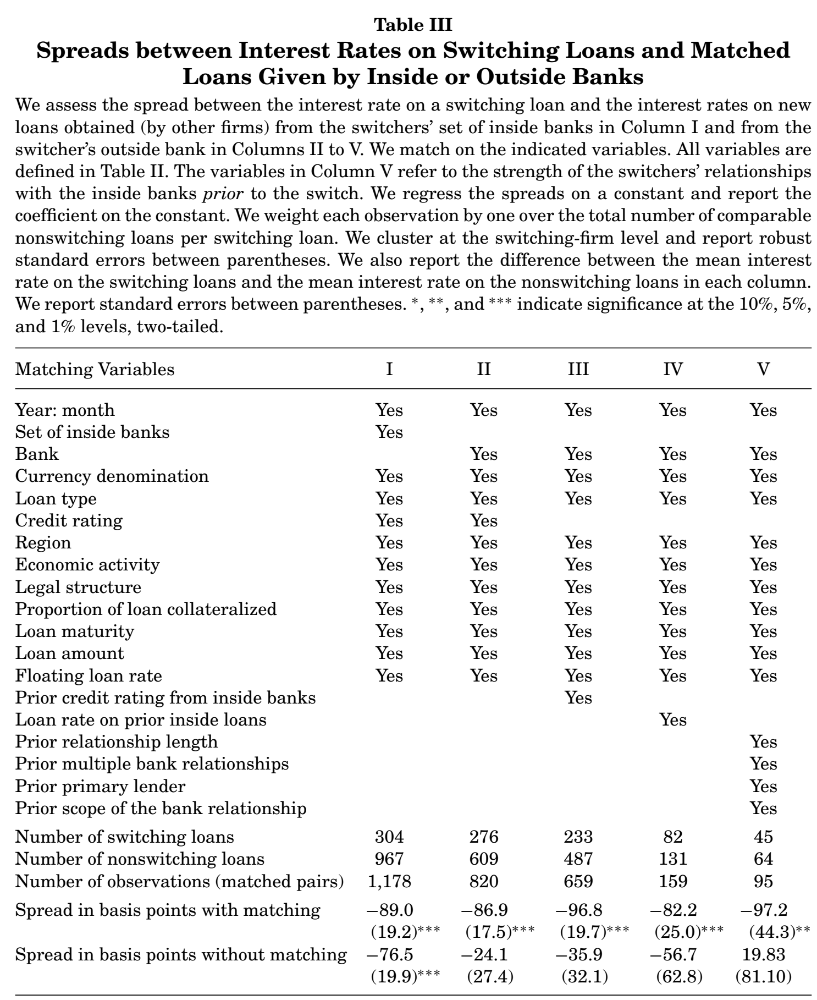 Table III
Spreads between Interest Rates on Switching Loans and Matched
Loans Given by Inside or Outside Banks
We assess the spread between the interest rate on a switching loan and the interest rates on new
loans obtained (by other firms) from the switchers’ set of inside banks in Column I and from the
switcher’s outside bank in Columns II to V. We match on the indicated variables. All variables are
defined in Table II. The variables in Column V refer to the strength of the switchers’ relationships
with the inside banks prior to the switch. We regress the spreads on a constant and report the
coefficient on the constant. We weight each observation by one over the total number of comparable
nonswitching loans per switching loan. We cluster at the switching-firm level and report robust
standard errors between parentheses. We also report the difference between the mean interest
rate on the switching loans and the mean interest rate on the nonswitching loans in each column.
We report standard errors between parentheses. *, **, and *** indicate significance at the 10%, 5%,
and 1% levels, two-tailed.
Matching Variables I II III IV V
Year: month Yes Yes Yes Yes Yes
Set of inside banks Yes
Bank Yes Yes Yes Yes
Currency denomination Yes Yes Yes Yes Yes
Loan type Yes Yes Yes Yes Yes
Credit rating Yes Yes
Region Yes Yes Yes Yes Yes
Economic activity Yes Yes Yes Yes Yes
Legal structure Yes Yes Yes Yes Yes
Proportion of loan collateralized Yes Yes Yes Yes Yes
Loan maturity Yes Yes Yes Yes Yes
Loan amount Yes Yes Yes Yes Yes
Floating loan rate Yes Yes Yes Yes Yes
Prior credit rating from inside banks Yes
Loan rate on prior inside loans Yes
Prior relationship length Yes
Prior multiple bank relationships Yes
Prior primary lender Yes
Prior scope of the bank relationship Yes
Number of switching loans 304 276 233 82 45
Number of nonswitching loans 967 609 487 131 64
Number of observations (matched pairs) 1,178 820 659 159 95
Spread in basis points with matching −89.0 −86.9 −96.8 −82.2 −97.2
(19.2)*** (17.5)*** (19.7)*** (25.0)*** (44.3)**
Spread in basis points without matching −76.5 −24.1 −35.9 −56.7 19.83
(19.9)*** (27.4) (32.1) (62.8) (81.10)